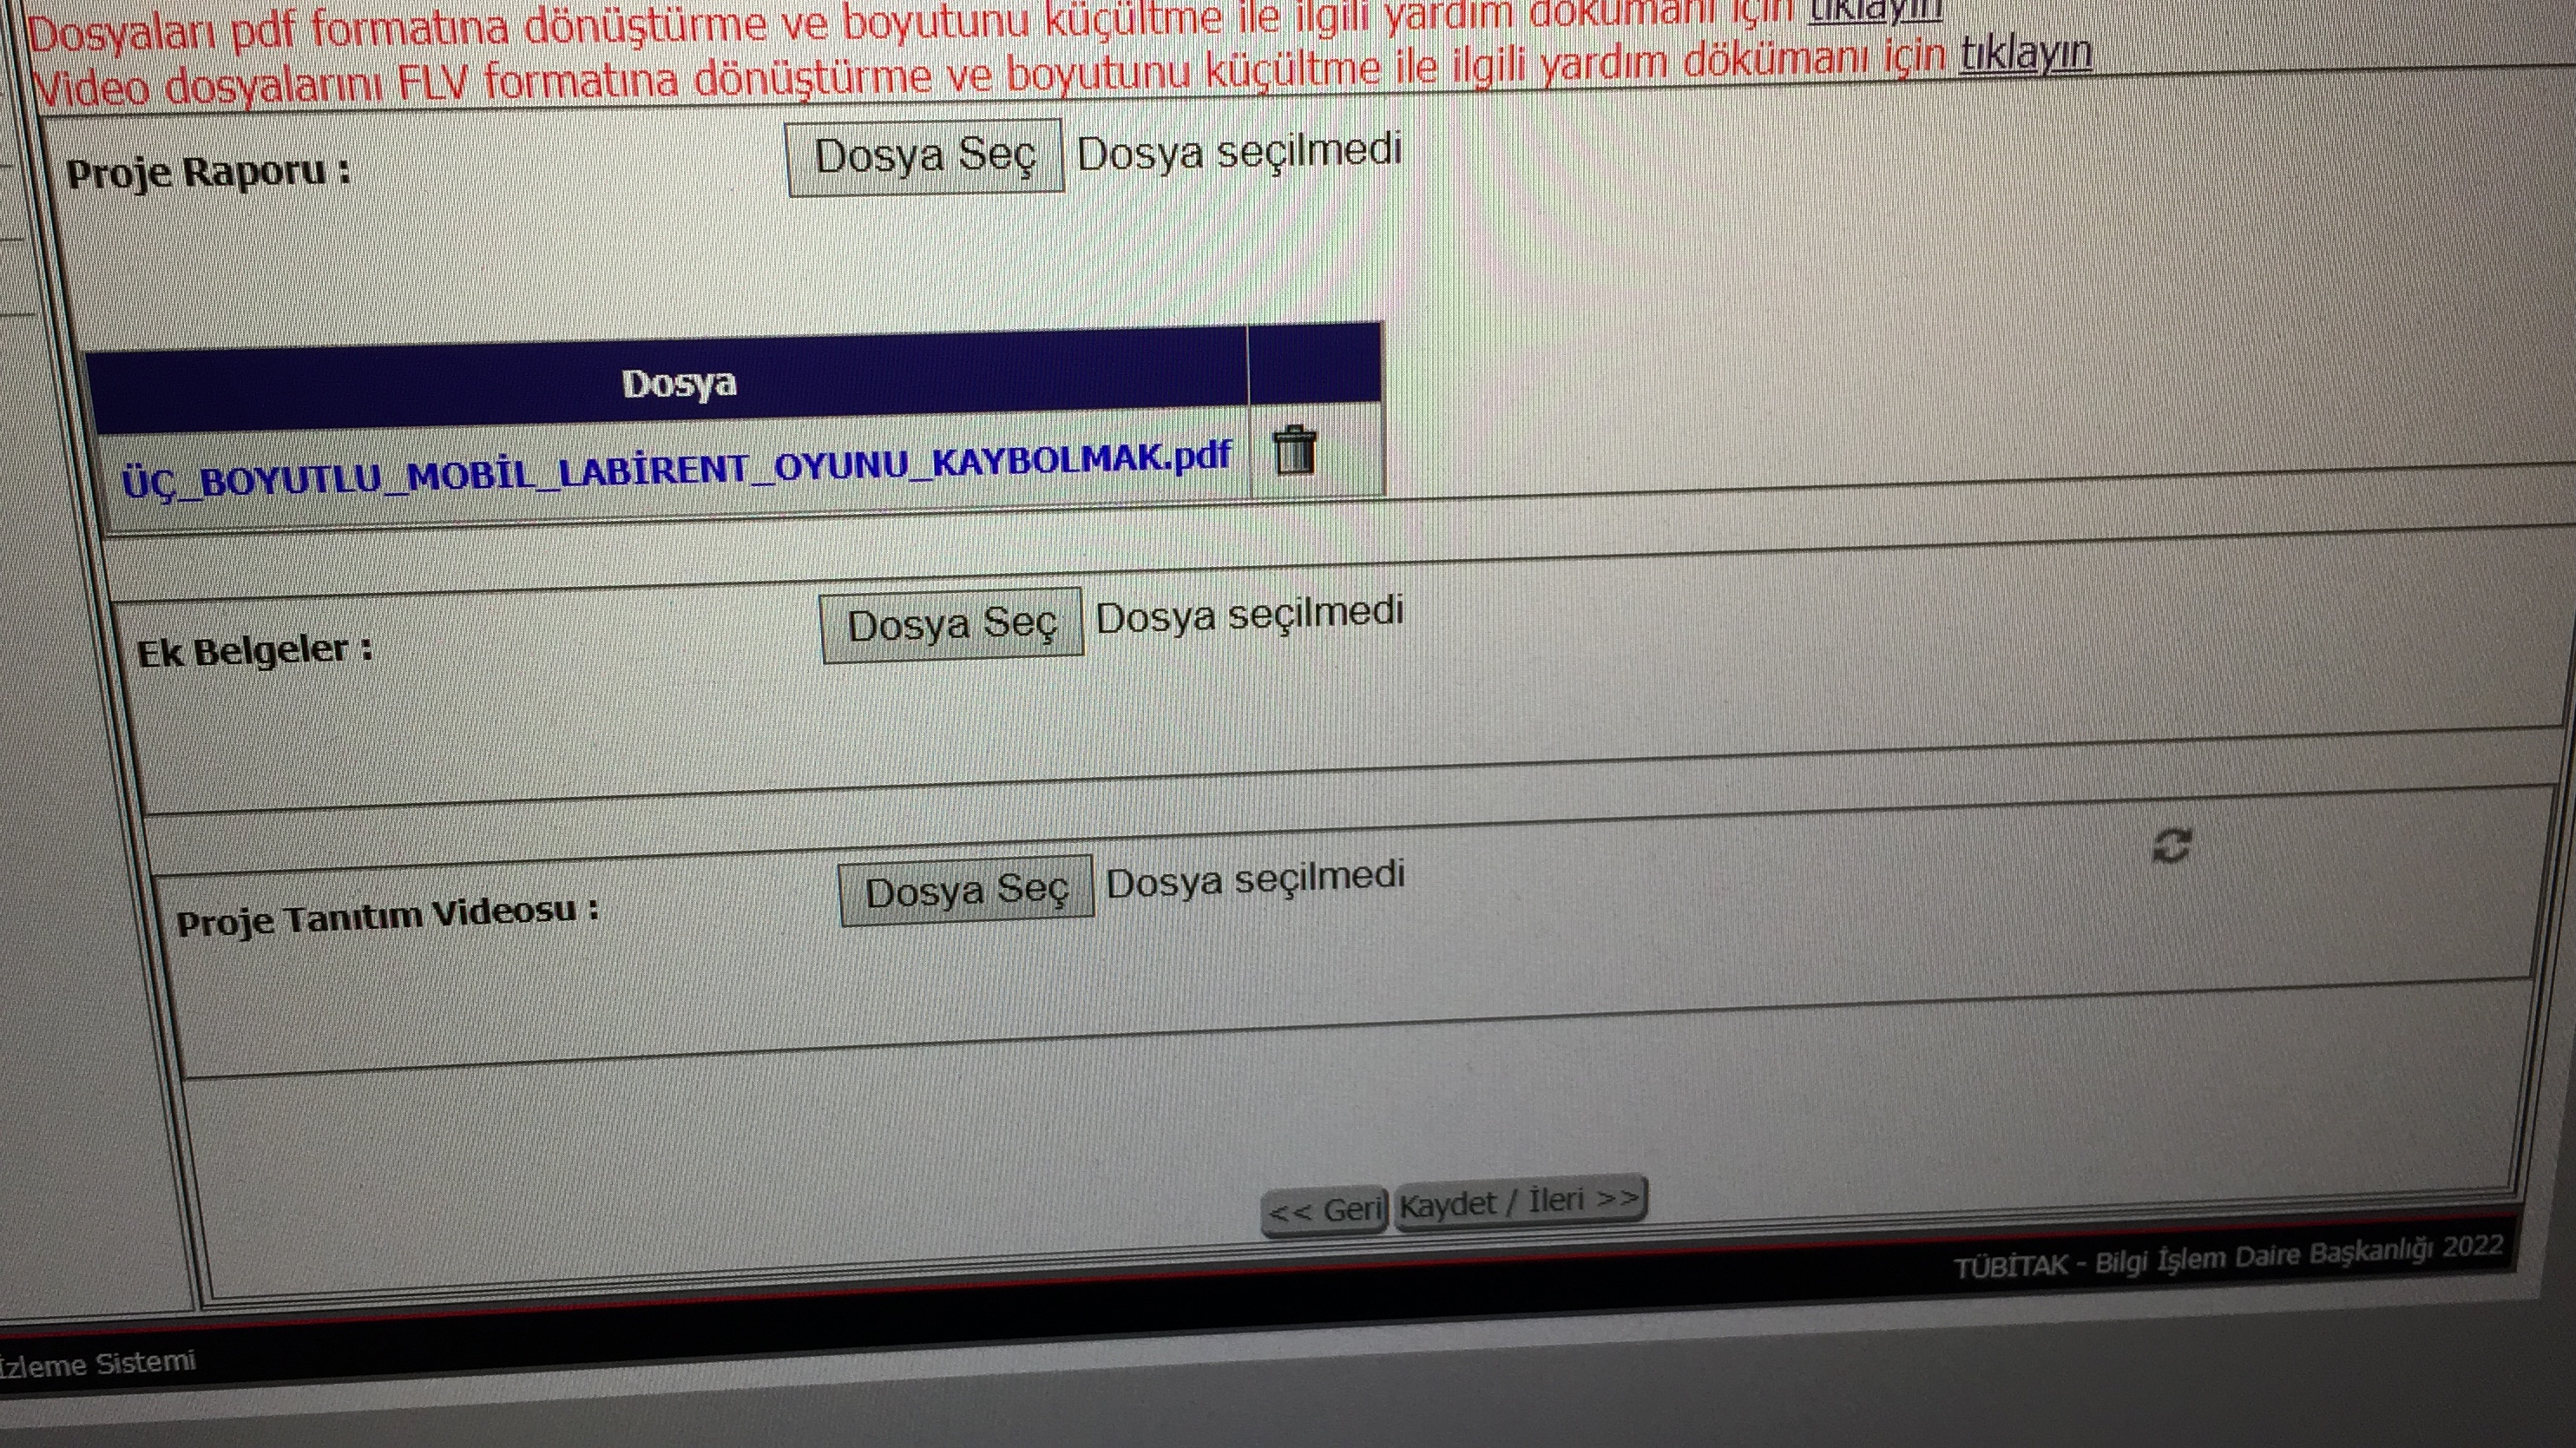 Dosyaları pdf formatına dönüştürme ve boyutunu küçültme ile ilgili yardım dokümanı için tıklayın
Video dosyalarını FLV formatına dönüştürme ve boyutunu küçültme ile ilgili yardım dökümanı için tıklayın
Proje Raporu : Dosya Seç Dosya seçilmedi
Dosya
ÜÇ_BOYUTLU_MOBİL_LABİRENT_OYUNU_KAYBOLMAK.pdf
Ek Belgeler : Dosya Seç Dosya seçilmedi
Proje Tanıtım Videosu : Dosya Seç Dosya seçilmedi
<< Geri Kaydet / İleri >>
TÜBİTAK - Bilgi İşlem Daire Başkanlığı 2022
İzleme Sistemi